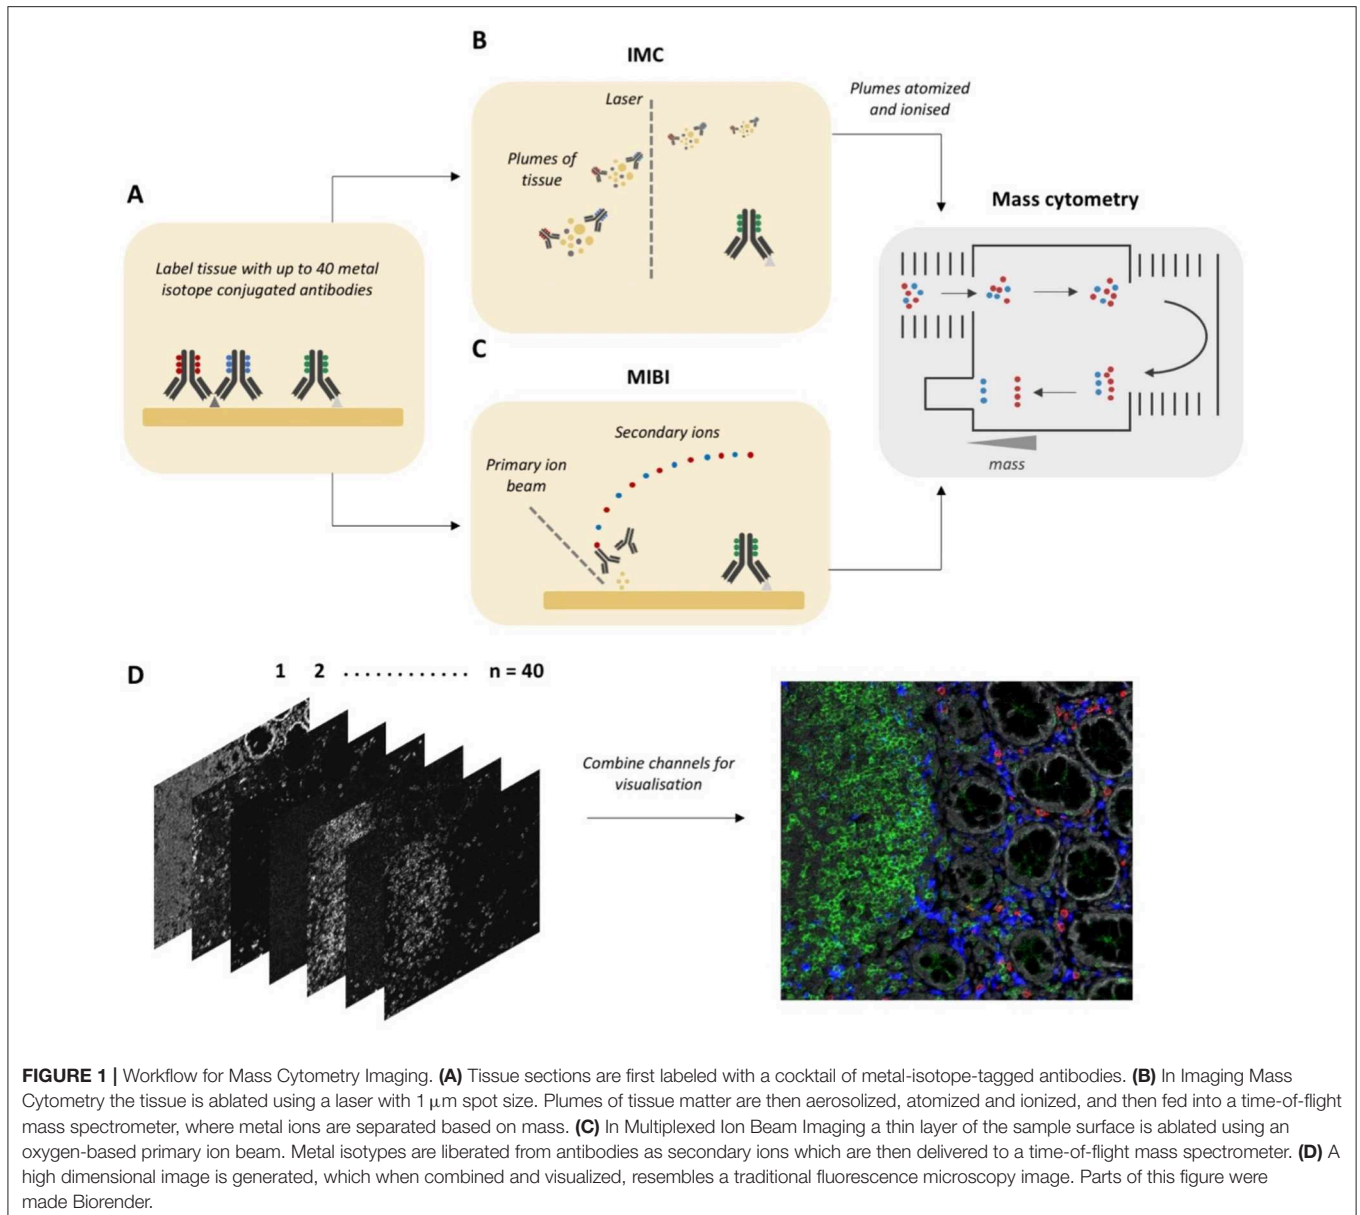 A
Label tissue with up to 40 metal
isotope conjugated antibodies
B
IMC
Laser
Plumes of
tissue
Plumes atomized
and ionised
Mass cytometry
mass
C
MIBI
Secondary ions
Primary ion
beam
D
1 2 ............ n = 40
Combine channels for
visualisation
FIGURE 1 | Workflow for Mass Cytometry Imaging. (A) Tissue sections are first labeled with a cocktail of metal-isotope-tagged antibodies. (B) In Imaging Mass
Cytometry the tissue is ablated using a laser with 1 μm spot size. Plumes of tissue matter are then aerosolized, atomized and ionized, and then fed into a time-of-flight
mass spectrometer, where metal ions are separated based on mass. (C) In Multiplexed Ion Beam Imaging a thin layer of the sample surface is ablated using an
oxygen-based primary ion beam. Metal isotypes are liberated from antibodies as secondary ions which are then delivered to a time-of-flight mass spectrometer. (D) A
high dimensional image is generated, which when combined and visualized, resembles a traditional fluorescence microscopy image. Parts of this figure were
made Biorender.